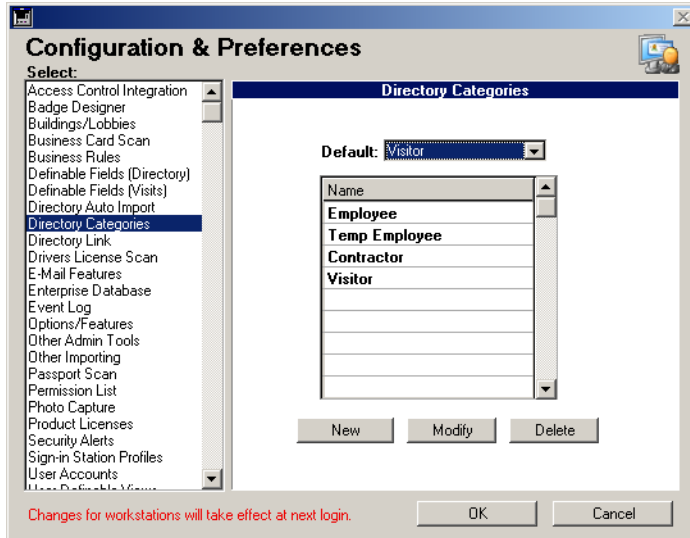 Configuration & Preferences
Select:
Access Control Integration
Badge Designer
Buildings/Lobbies
Business Card Scan
Business Rules
Definable Fields (Directory)
Definable Fields (Visits)
Directory Auto Import
Directory Categories
Directory Link
Drivers License Scan
E-Mail Features
Enterprise Database
Event Log
Options/Features
Other Admin Tools
Other Importing
Passport Scan
Permission List
Photo Capture
Product Licenses
Security Alerts
Sign-in Station Profiles
User Accounts
User Definable Views
Directory Categories
Default: Visitor
Name
Employee
Temp Employee
Contractor
Visitor
New Modify Delete
Changes for workstations will take effect at next login.
OK Cancel